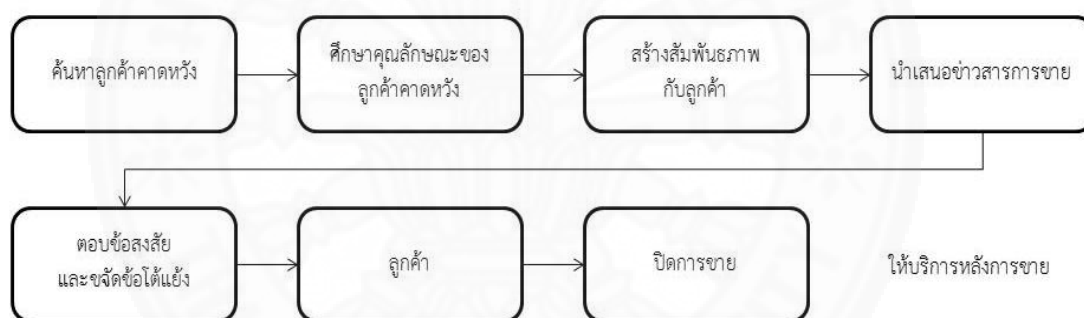 ค้นหาลูกค้าคาดหวัง
ศึกษาคุณลักษณะของ
ลูกค้าคาดหวัง
สร้างสัมพันธภาพ
กับลูกค้า
นำเสนอข่าวสารการขาย
ตอบข้อสงสัย
และขจัดข้อโต้แย้ง
ลูกค้า
ปิดการขาย
ให้บริการหลังการขาย